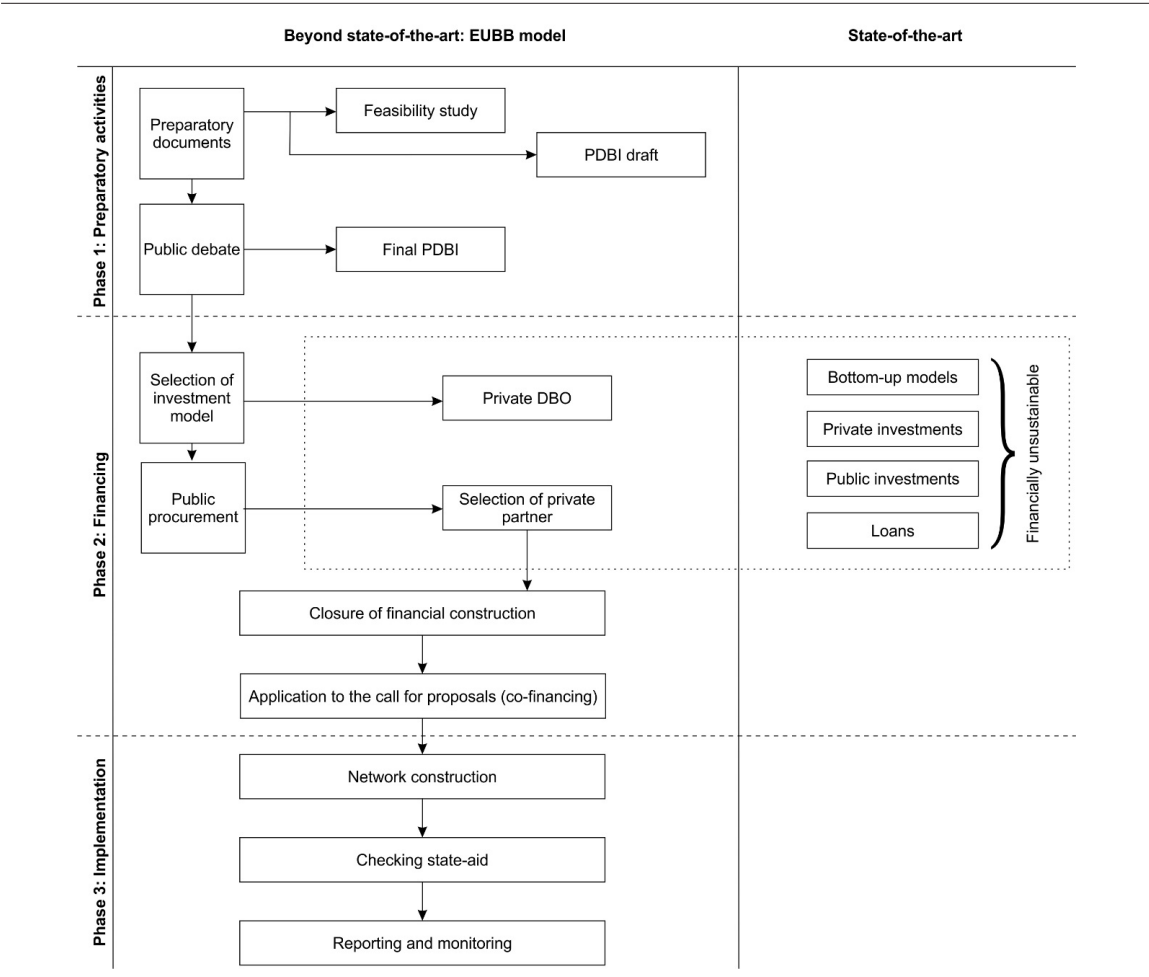 Beyond state-of-the-art: EUBB model
State-of-the-art
Phase 1: Preparatory activities
Preparatory
documents
Feasibility study
PDBI draft
Public debate
Final PDBI
Phase 2: Financing
Selection of
investment
model
Private DBO
Public
procurement
Selection of private
partner
Bottom-up models
Private investments
Public investments
Loans
Financially unsustainable
Closure of financial construction
Application to the call for proposals (co-financing)
Phase 3: Implementation
Network construction
Checking state-aid
Reporting and monitoring